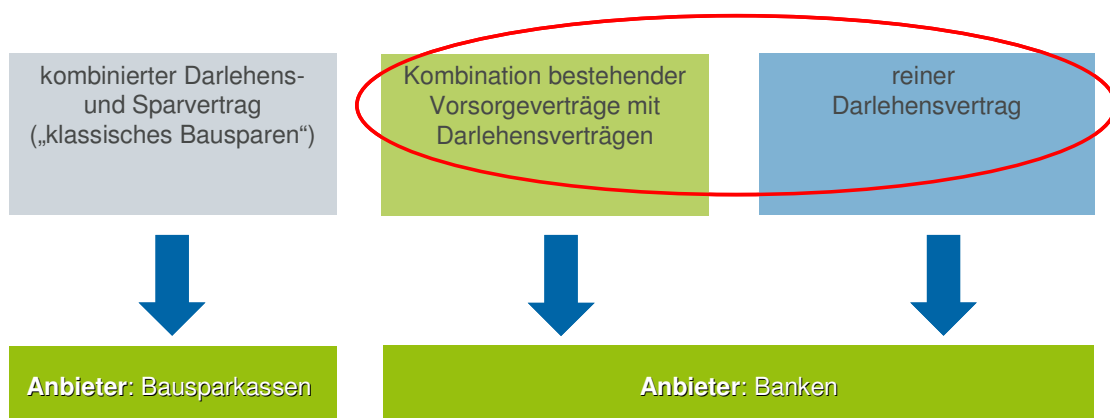 kombinierter Darlehens-
und Sparvertrag
(„klassisches Bausparen“)
Kombination bestehender
Vorsorgeverträge mit
Darlehensverträgen
reiner
Darlehensvertrag
Anbieter: Bausparkassen
Anbieter: Banken